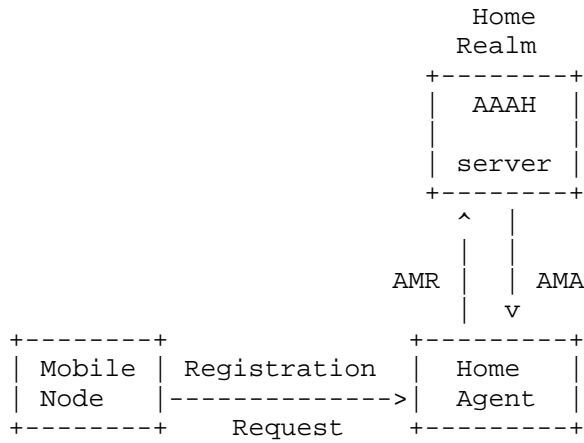 Home
Realm
AAAH
server
AMR AMA
Mobile Registration Home
Node Agent
Request